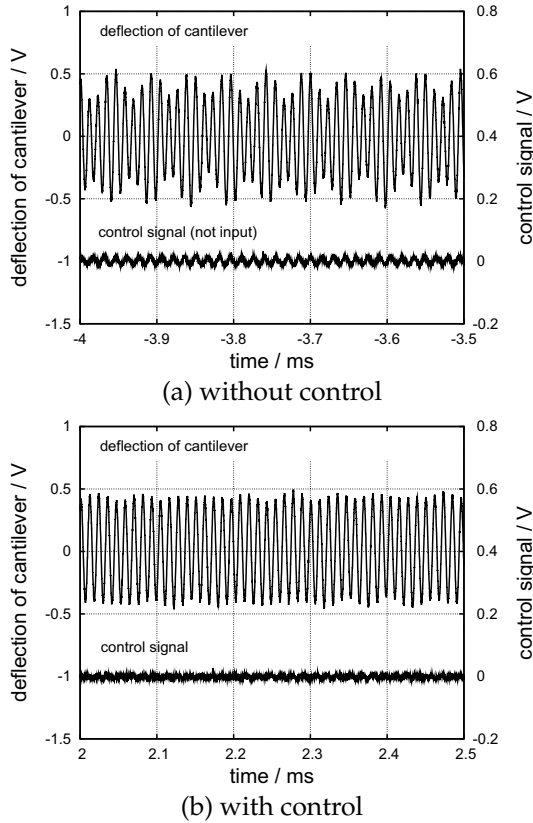 deflection of cantilever
control signal (not input)
deflection of cantilever / V
control signal / V
1
0.5
0
-0.5
-1
-1.5
0.8
0.6
0.4
0.2
0
-0.2
-4 -3.9 -3.8 -3.7 -3.6 -3.5
time / ms
(a) without control
deflection of cantilever
control signal
deflection of cantilever / V
control signal / V
1
0.5
0
-0.5
-1
-1.5
0.8
0.6
0.4
0.2
0
-0.2
2 2.1 2.2 2.3 2.4 2.5
time / ms
(b) with control